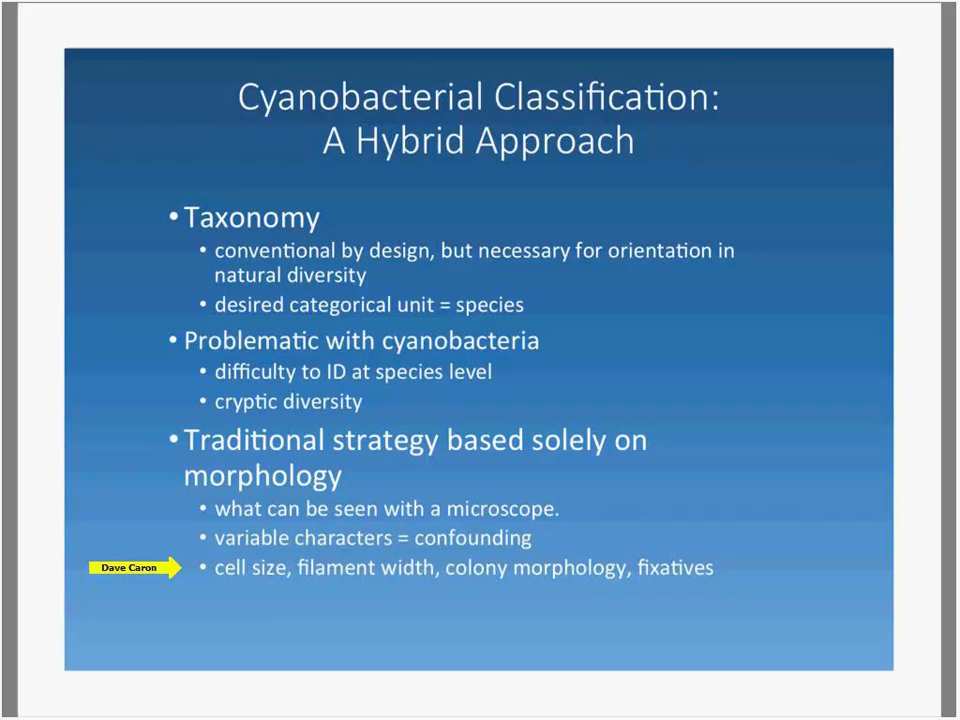 Cyanobacterial Classification:
A Hybrid Approach
• Taxonomy
• conventional by design, but necessary for orientation in
natural diversity
• desired categorical unit = species
• Problematic with cyanobacteria
• difficulty to ID at species level
• cryptic diversity
• Traditional strategy based solely on
morphology
• what can be seen with a microscope.
• variable characters = confounding
Dave Caron
• cell size, filament width, colony morphology, fixatives